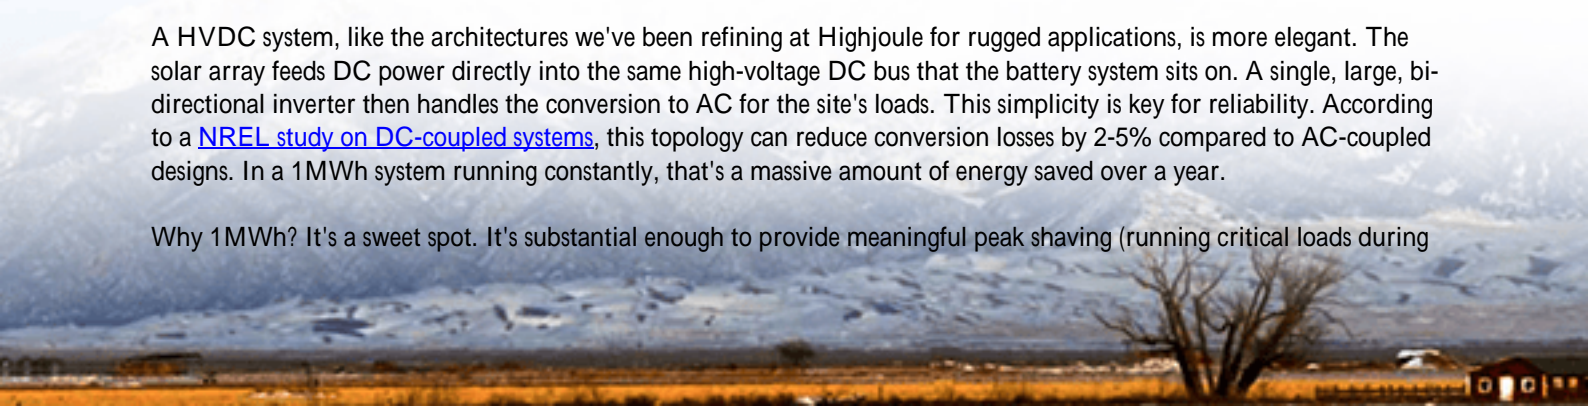 A HVDC system, like the architectures we've been refining at Highjoule for rugged applications, is more elegant. The
solar array feeds DC power directly into the same high-voltage DC bus that the battery system sits on. A single, large, bi-
directional inverter then handles the conversion to AC for the site's loads. This simplicity is key for reliability. According
to a NREL study on DC-coupled systems, this topology can reduce conversion losses by 2-5% compared to AC-coupled
designs. In a 1MWh system running constantly, that's a massive amount of energy saved over a year.
Why 1MWh? It's a sweet spot. It's substantial enough to provide meaningful peak shaving (running critical loads during